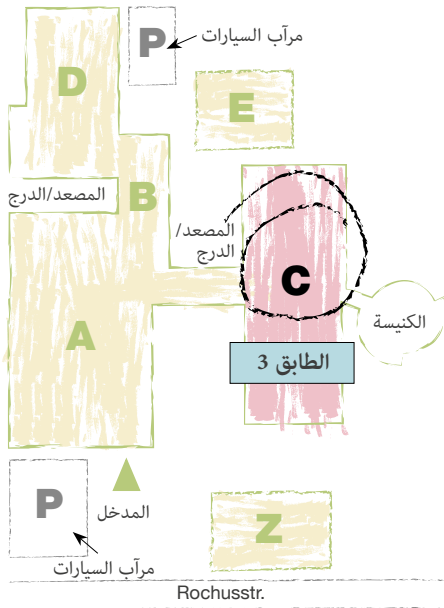 P
مرآب السيارات
D
E
المصعد/الدرج
B
المصعد/
الدرج
C
الكنيسة
A
الطابق 3
P
المدخل
Z
مرآب السيارات
Rochusstr.